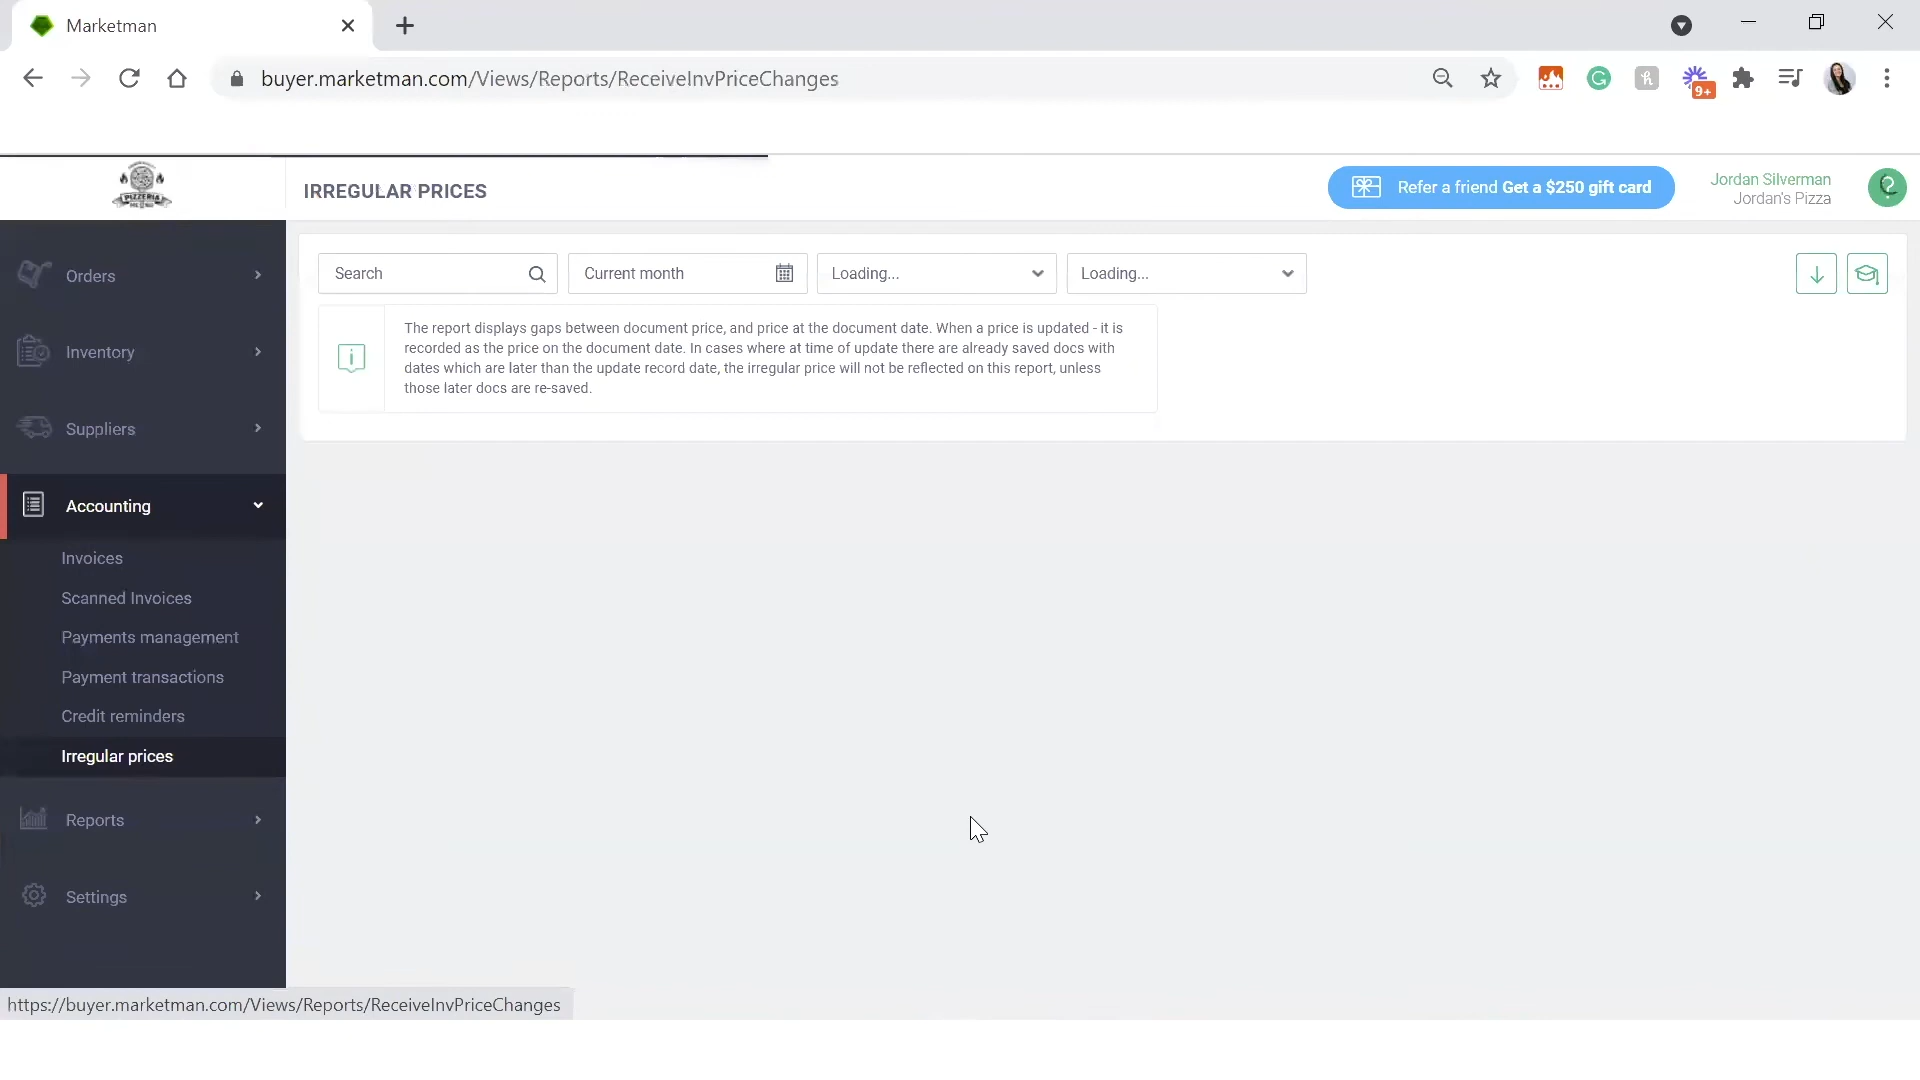 Marketman
buyer.marketman.com/Views/Reports/ReceiveInvPriceChanges
9+
PIZZERIA
IRREGULAR PRICES
Refer a friend Get a $250 gift card
Jordan Silverman
Jordan's Pizza
?
Orders
Inventory
Suppliers
Accounting
Invoices
Scanned Invoices
Payments management
Payment transactions
Credit reminders
Irregular prices
Reports
Settings
Search
Current month
Loading...
Loading...
The report displays gaps between document price, and price at the document date. When a price is updated - it is
recorded as the price on the document date. In cases where at time of update there are already saved docs with
dates which are later than the update record date, the irregular price will not be reflected on this report, unless
those later docs are re-saved.
https://buyer.marketman.com/Views/Reports/ReceiveInvPriceChanges